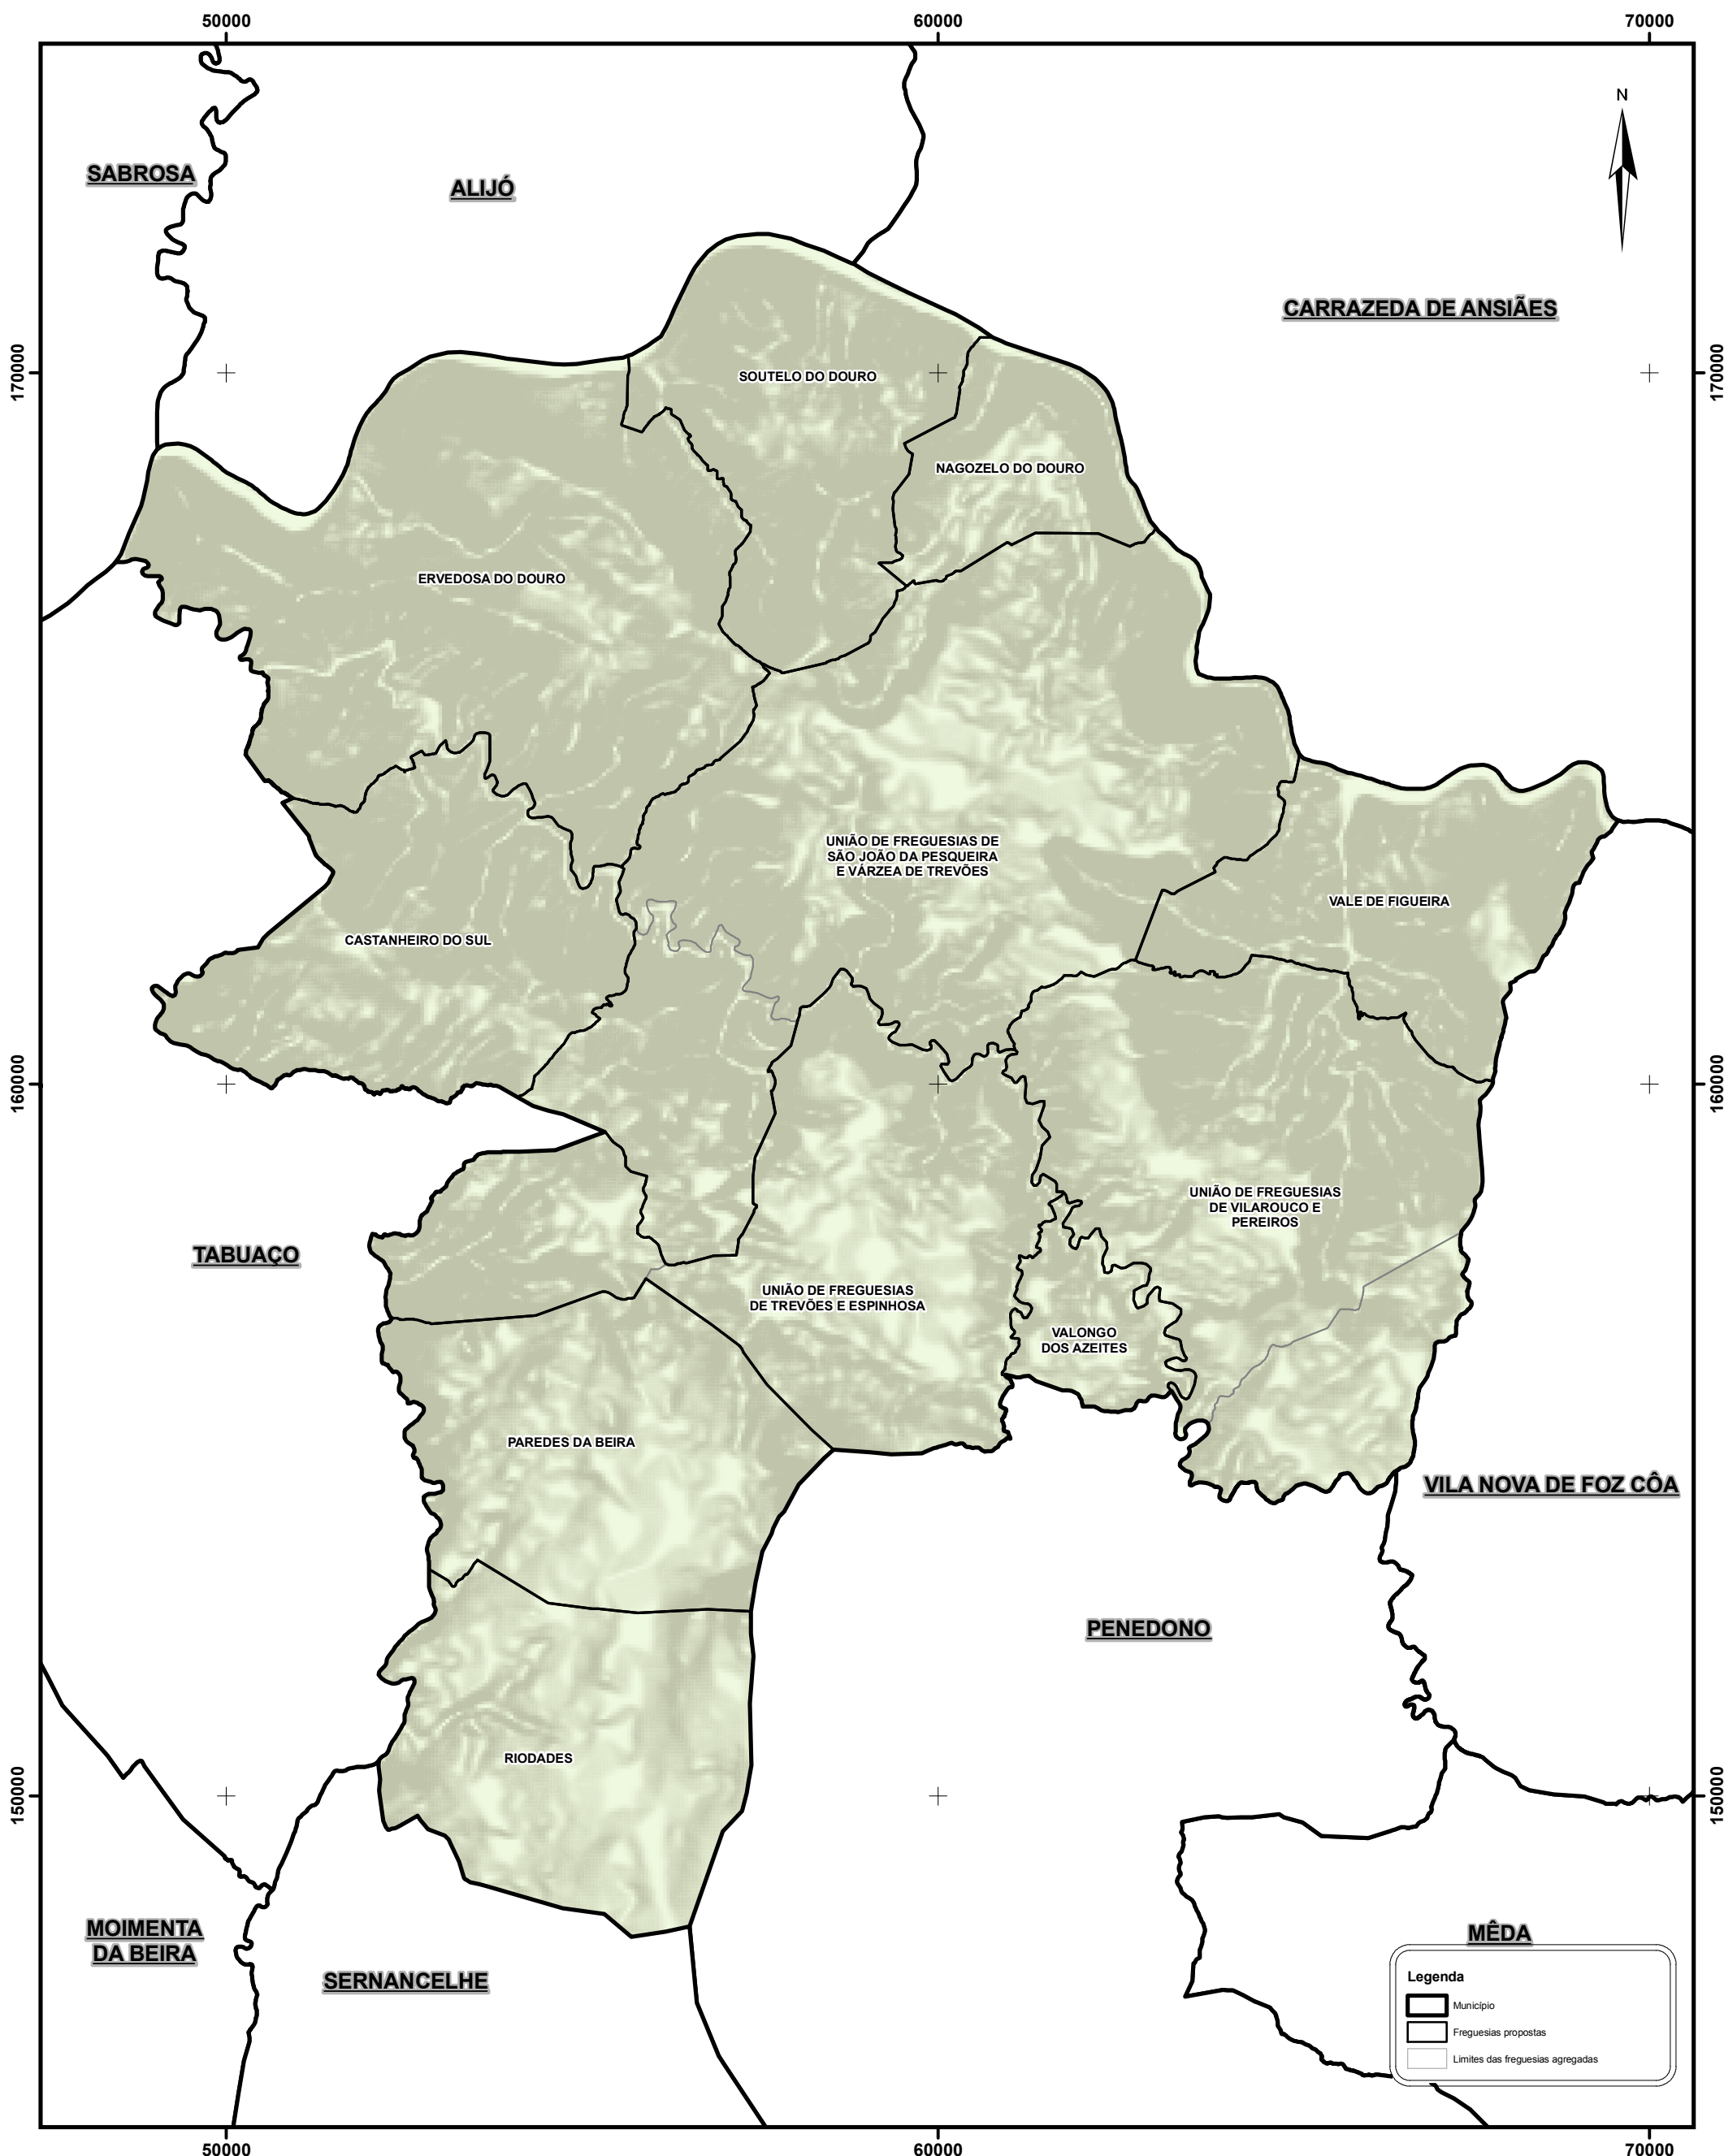 50000
60000
70000
N
SABROSA
ALIJÓ
CARRAZEDA DE ANSIÃES
170000
170000
SOUTELO DO DOURO
NAGOZELO DO DOURO
ERVEDOSA DO DOURO
UNIÃO DE FREGUESIAS DE
SÃO JOÃO DA PESQUEIRA
E VÁRZEA DE TREVÕES
VALE DE FIGUEIRA
CASTANHEIRO DO SUL
160000
160000
UNIÃO DE FREGUESIAS
DE VILAROUCO E
PEREIROS
TABUAÇO
UNIÃO DE FREGUESIAS
DE TREVÕES E ESPINHOSA
VALONGO
DOS AZEITES
PAREDES DA BEIRA
VILA NOVA DE FOZ CÔA
PENEDONO
RIODADES
150000
150000
MOIMENTA
DA BEIRA
SERNANCELHE
MÊDA
Legenda
Município
Freguesias propostas
Limites das freguesias agregadas
50000
60000
70000